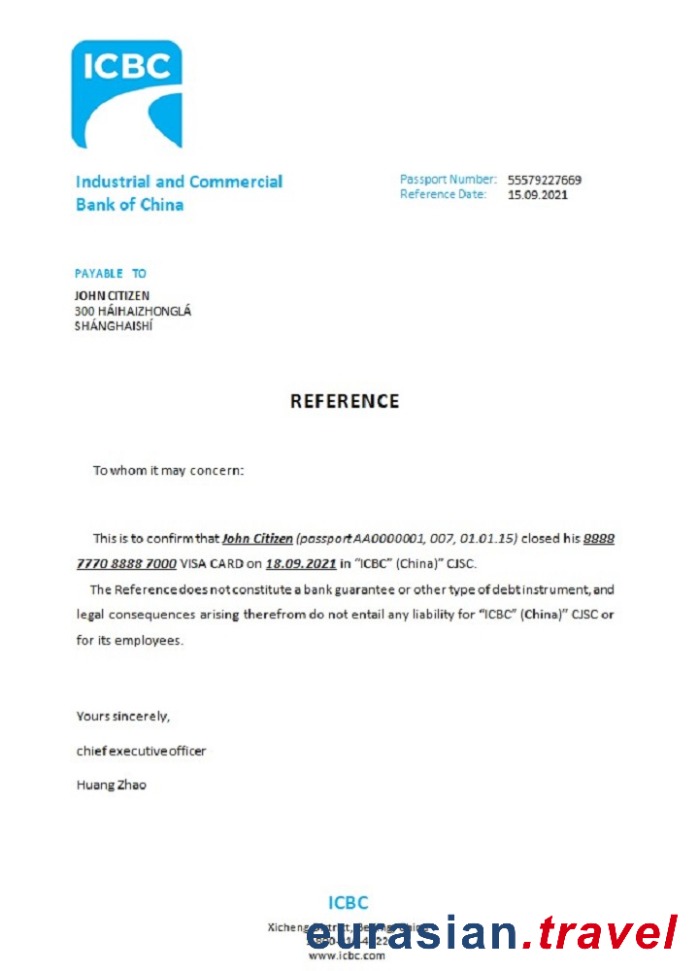 ICBC
Industrial and Commercial
Bank of China
Passport Number: 55579227669
Reference Date: 15.09.2021
PAYABLE TO
JOHN CITIZEN
300 HÁIHAIZHONGLÁ
SHÁNGHAISHÍ
REFERENCE
To whom it may concern:
This is to confirm that John Citizen (passport AA0000001, 007, 01.01.15) closed his 8888
7770 8888 7000 VISA CARD on 18.09.2021 in "ICBC" (China)" CJSC.
The Reference does not constitute a bank guarantee or other type of debt instrument, and
legal consequences arising therefrom do not entail any liability for "ICBC" (China)" CJSC or
for its employees.
Yours sincerely,
chief executive officer
Huang Zhao
ICBC
Xicheng
eurasian.travel
www.icbc.com